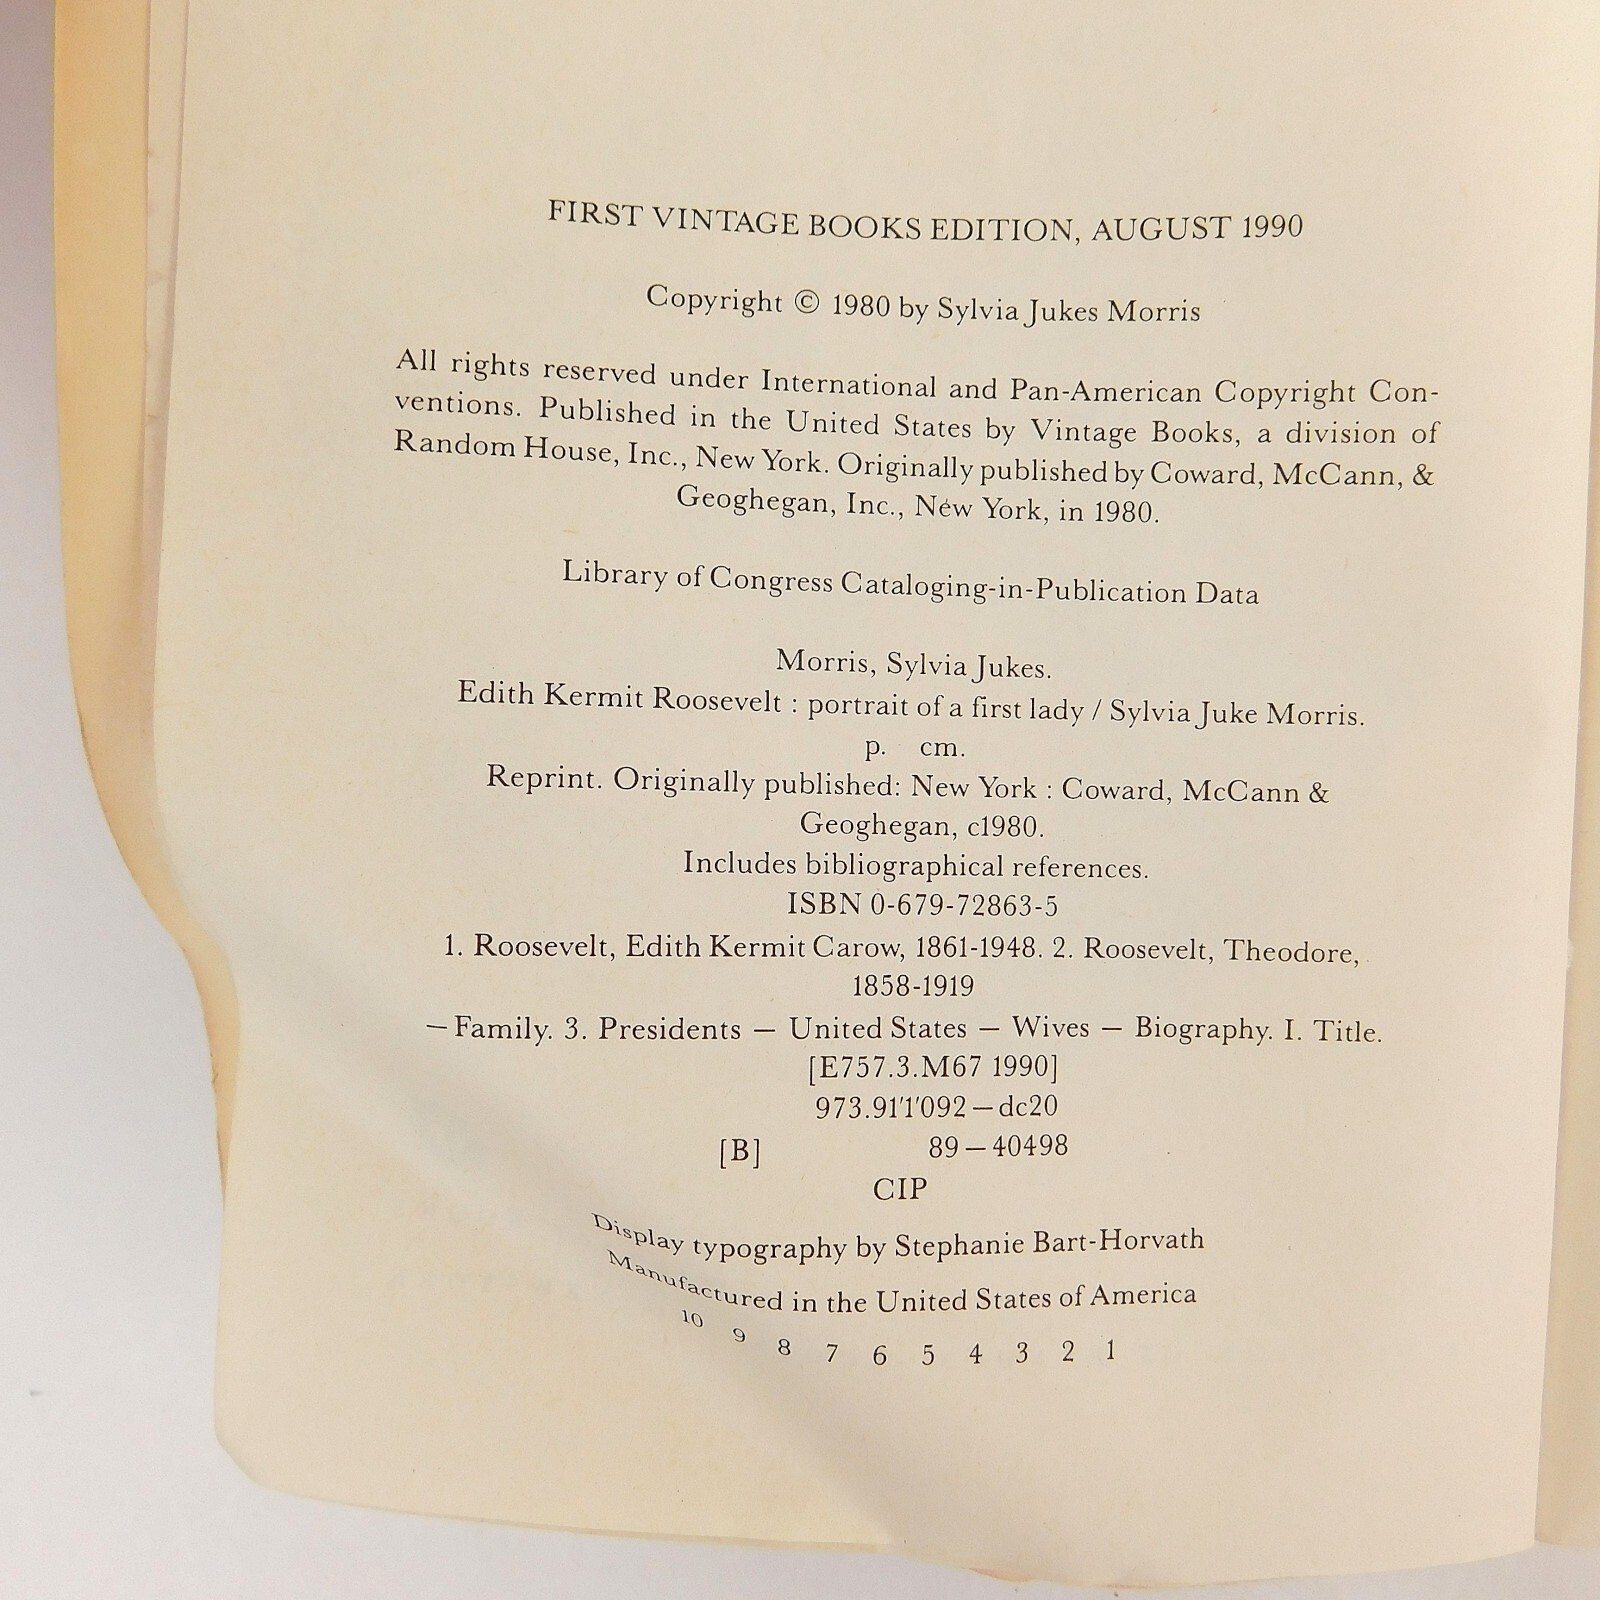 FIRST VINTAGE BOOKS EDITION, AUGUST 1990
Copyright © 1980 by Sylvia Jukes Morris
All rights reserved under International and Pan-American Copyright Con-
ventions. Published in the United States by Vintage Books, a division of
Random House, Inc., New York. Originally published by Coward, McCann, &
Geoghegan, Inc., New York, in 1980.
Library of Congress Cataloging-in-Publication Data
Morris, Sylvia Jukes.
Edith Kermit Roosevelt : portrait of a first lady / Sylvia Juke Morris.
p. cm.
Reprint. Originally published: New York : Coward, McCann &
Geoghegan, c1980.
Includes bibliographical references.
ISBN 0-679-72863-5
1. Roosevelt, Edith Kermit Carow, 1861-1948. 2. Roosevelt, Theodore,
1858-1919
—Family. 3. Presidents — United States — Wives — Biography. I. Title.
[E757.3.M67 1990]
973.91'1'092—dc20
[B] 89—40498
CIP
Display typography by Stephanie Bart-Horvath
Manufactured in the United States of America
10 9 8 7 6 5 4 3 2 1